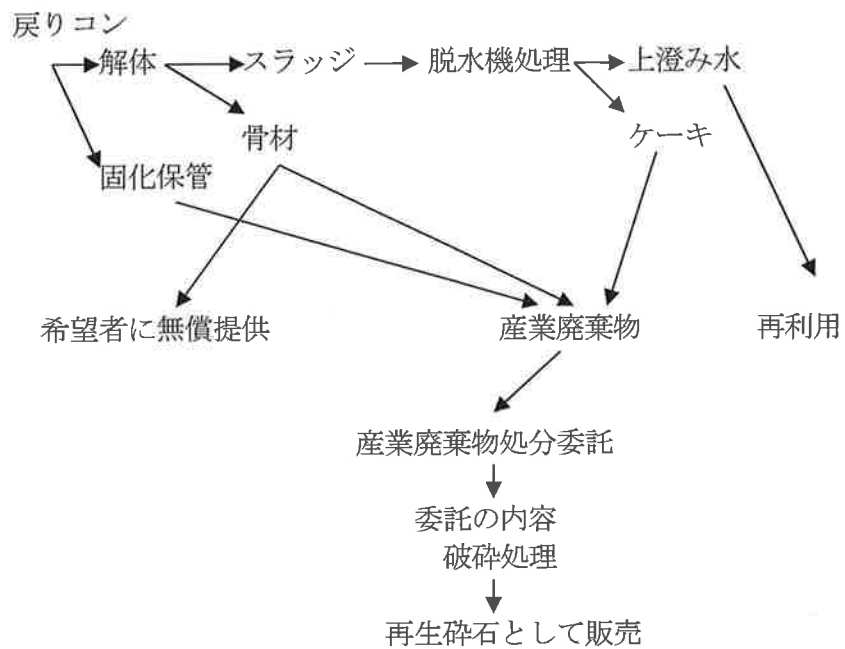 戻りコン
解体
スラッジ
脱水機処理
上澄み水
骨材
ケーキ
固化保管
希望者に無償提供
産業廃棄物
再利用
産業廃棄物処分委託
委託の内容
破砕処理
再生砕石として販売